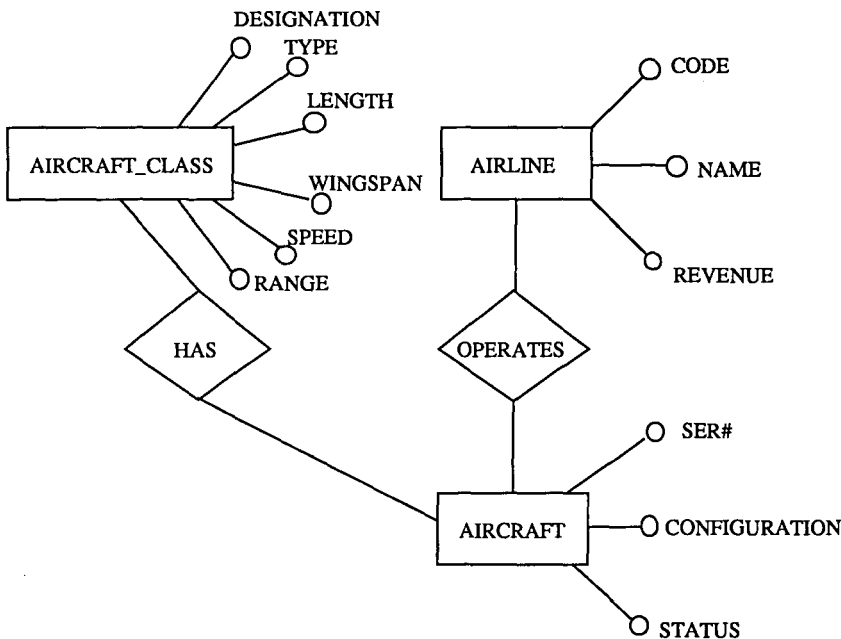 DESIGNATION
TYPE
LENGTH
AIRCRAFT_CLASS
WINGSPAN
SPEED
RANGE
CODE
AIRLINE
NAME
REVENUE
HAS
OPERATES
SER#
AIRCRAFT
CONFIGURATION
STATUS